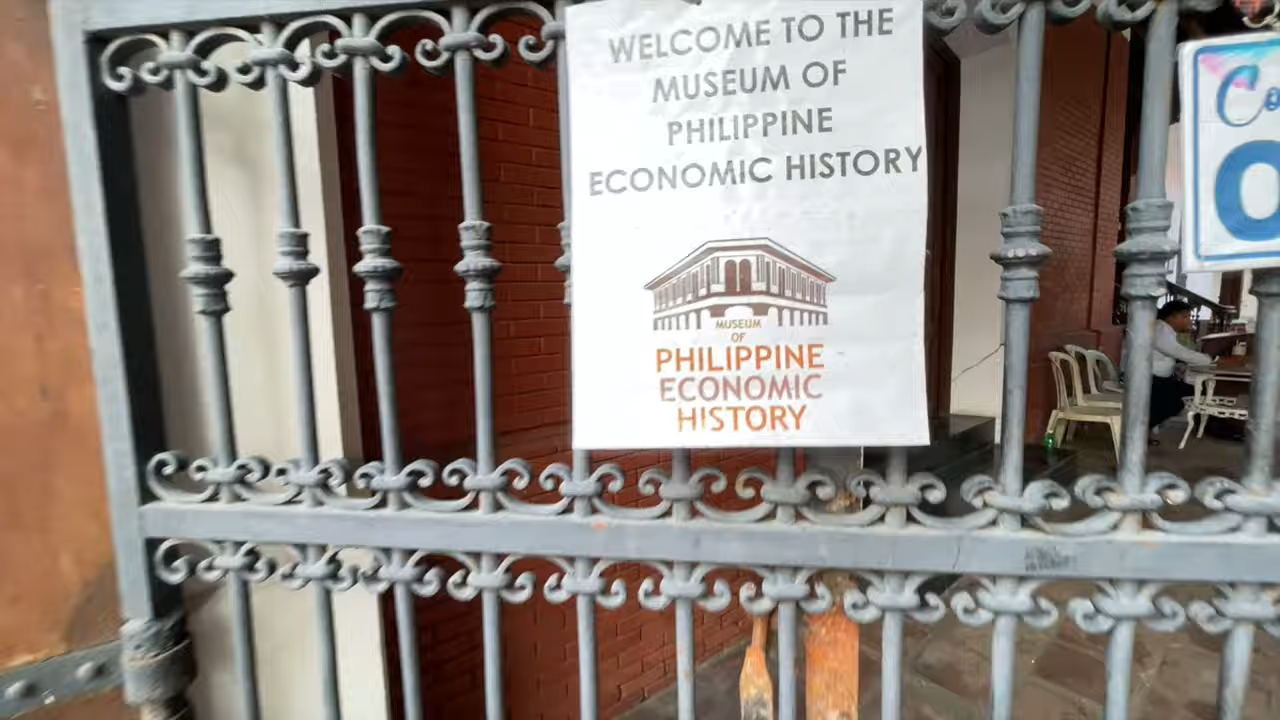 WELCOME TO THE
MUSEUM OF
PHILIPPINE
ECONOMIC HISTORY
MUSEUM
OF
PHILIPPINE
ECONOMIC
HISTORY